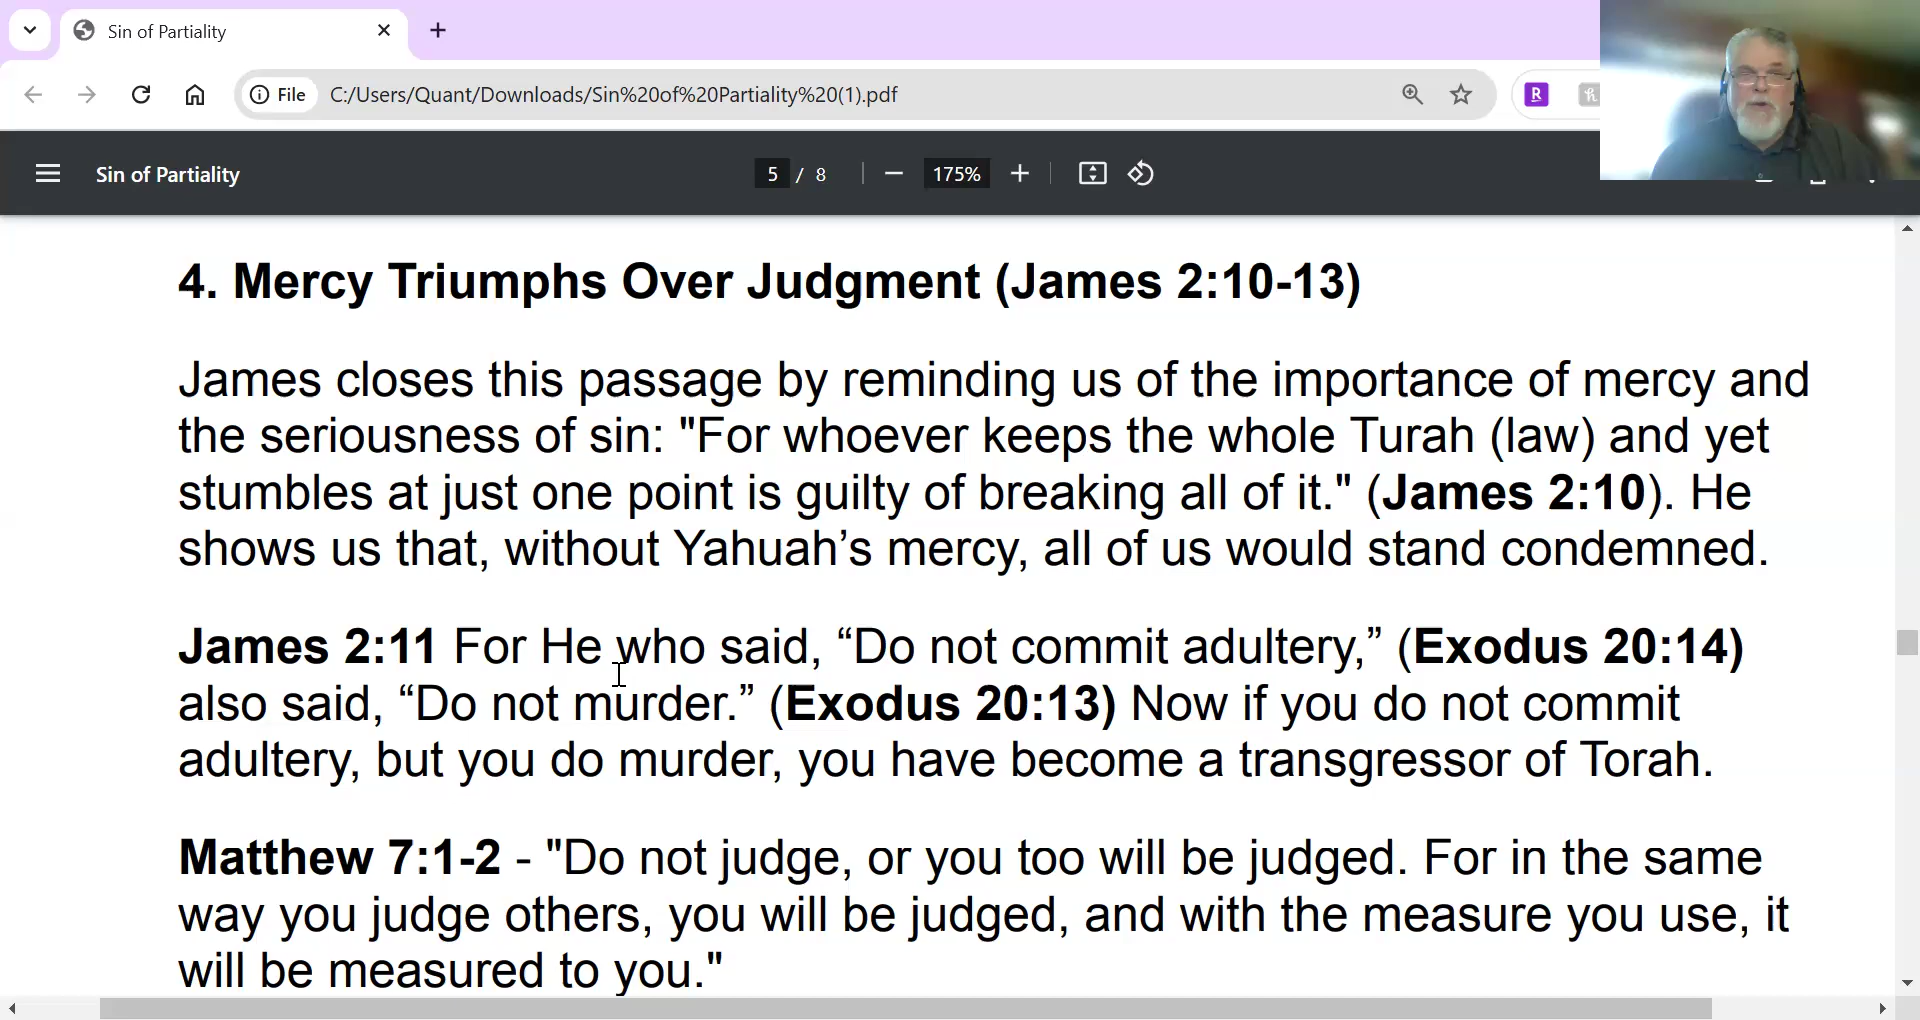 Sin of Partiality
File C:/Users/Quant/Downloads/Sin%20of%20Partiality%20(1).pdf
R h
Sin of Partiality 5 / 8 175%
4. Mercy Triumphs Over Judgment (James 2:10-13)
James closes this passage by reminding us of the importance of mercy and
the seriousness of sin: "For whoever keeps the whole Turah (law) and yet
stumbles at just one point is guilty of breaking all of it." (James 2:10). He
shows us that, without Yahuah’s mercy, all of us would stand condemned.
James 2:11 For He who said, “Do not commit adultery,” (Exodus 20:14)
also said, “Do not murder.” (Exodus 20:13) Now if you do not commit
adultery, but you do murder, you have become a transgressor of Torah.
Matthew 7:1-2 - "Do not judge, or you too will be judged. For in the same
way you judge others, you will be judged, and with the measure you use, it
will be measured to you."